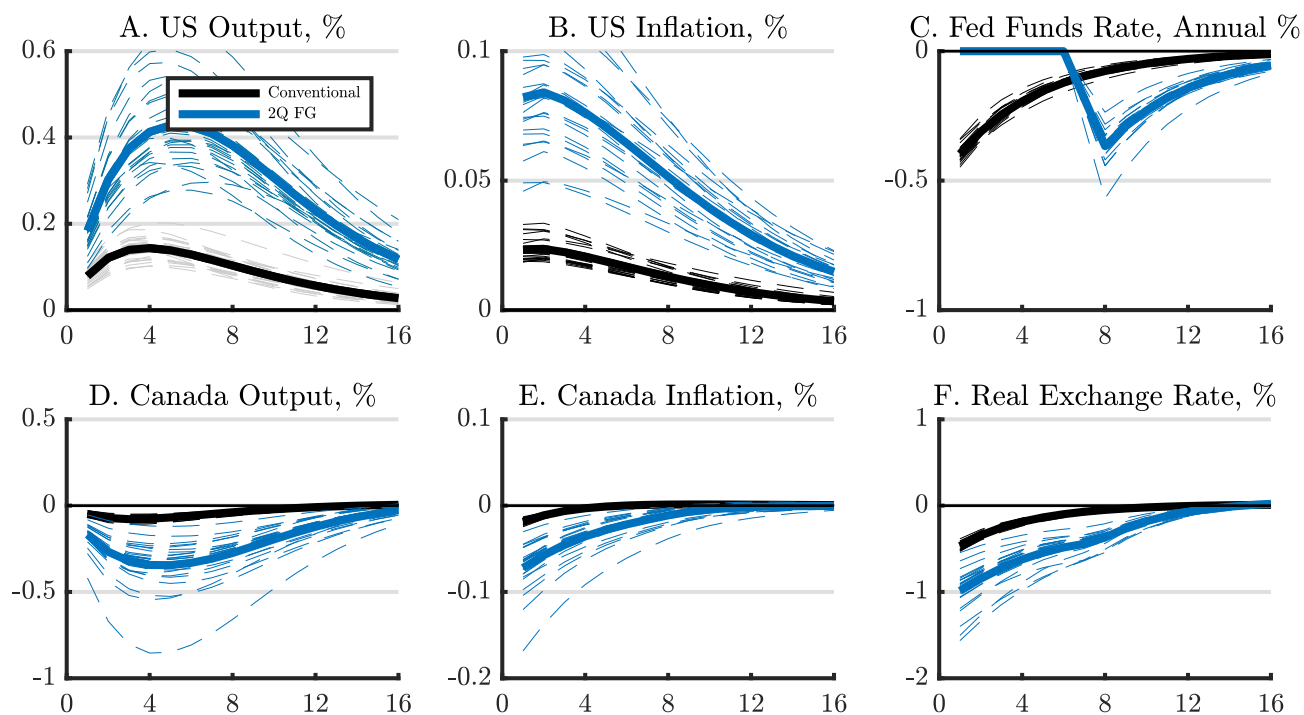 A. US Output, %
B. US Inflation, %
C. Fed Funds Rate, Annual %
0.6
0.4
0.2
0
0 4 8 12 16
Conventional
2Q FG
0.1
0.05
0
0 4 8 12 16
0
-0.5
-1
0 4 8 12 16
D. Canada Output, %
E. Canada Inflation, %
F. Real Exchange Rate, %
0.5
0
-0.5
-1
0 4 8 12 16
0.1
0
-0.1
-0.2
0 4 8 12 16
1
0
-1
-2
0 4 8 12 16